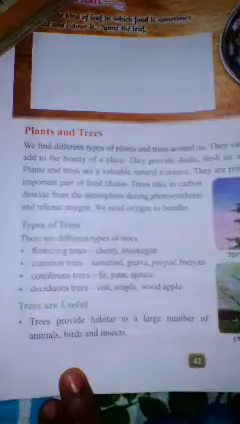 the kind of leaf in which food is sometimes
and colour it. Name the leaf.
Plants and Trees
We find different types of plants and trees around us. They
add to the beauty of a place. They provide shade, fresh air
Plants and trees are a valuable natural resource. They are
important part of food chains. Trees take in carbon
dioxide from the atmosphere during photosynthesis
and release oxygen. We need oxygen to breathe.
Types of Trees
There are different types of trees.
• flowering trees – cherry,
• common trees – tamarind, guava, peepal, banyan
• coniferous trees – fir, pine, spruce
• deciduous trees – oak, maple, wood apple
Trees are Useful
• Trees provide habitat to a large number of
animals, birds and insects.
42